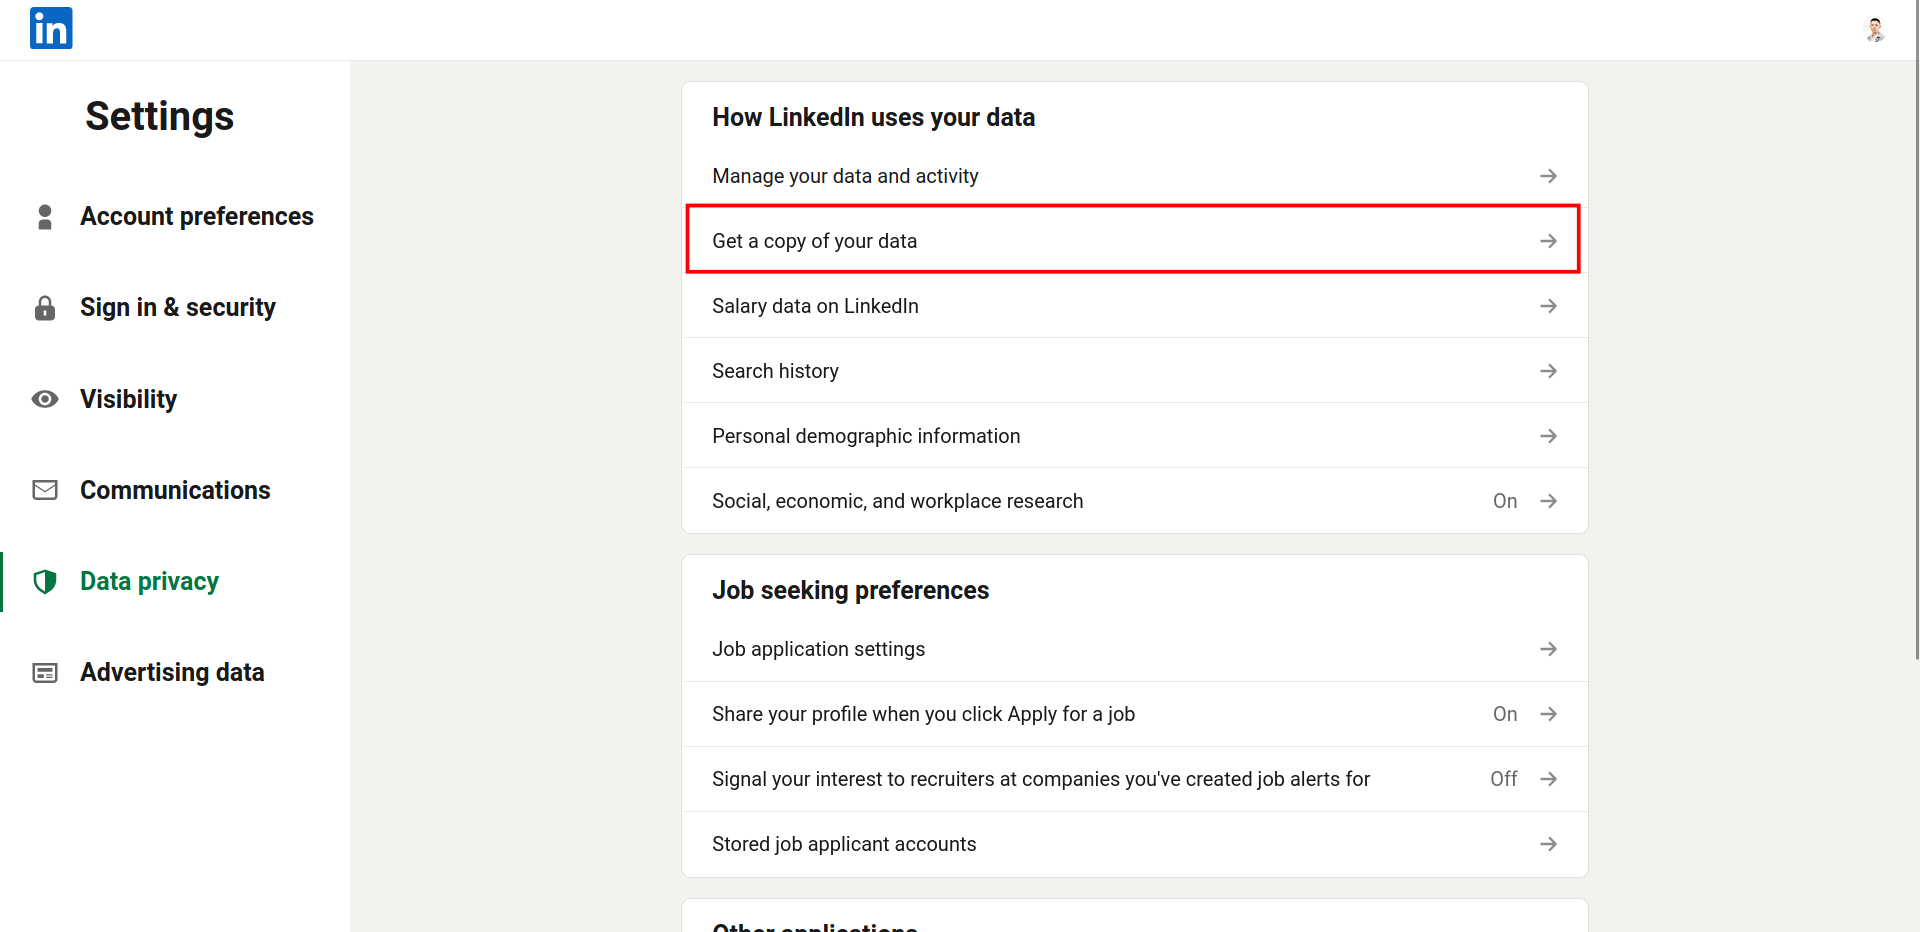 in
Settings
Account preferences
Sign in & security
Visibility
Communications
Data privacy
Advertising data
How LinkedIn uses your data
Manage your data and activity
Get a copy of your data
Salary data on LinkedIn
Search history
Personal demographic information
Social, economic, and workplace research On
Job seeking preferences
Job application settings
Share your profile when you click Apply for a job On
Signal your interest to recruiters at companies you've created job alerts for Off
Stored job applicant accounts
Other applications